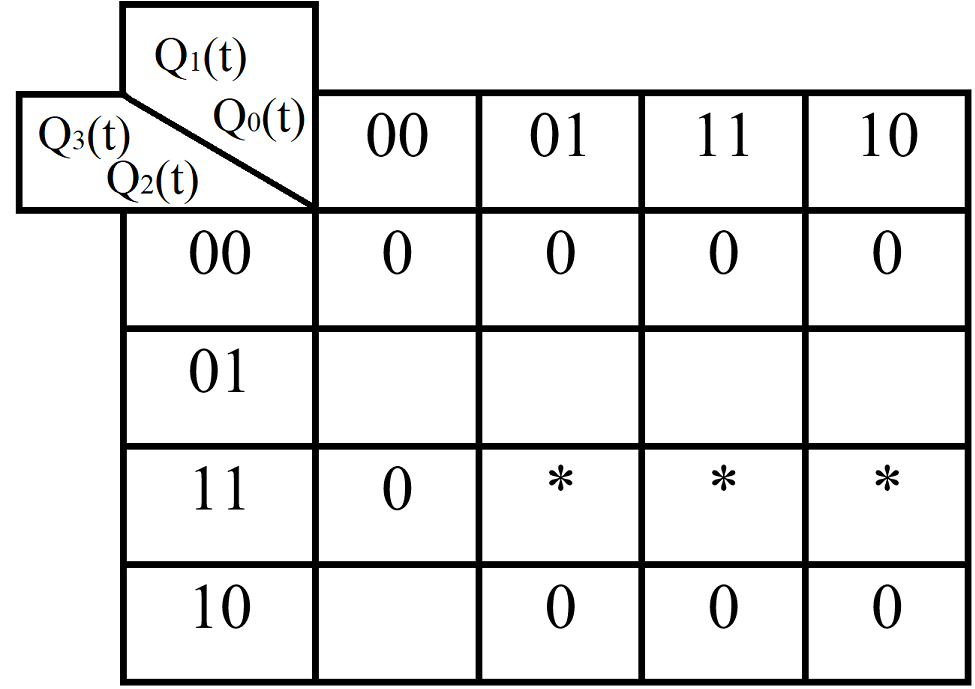 Q1(t)
Q0(t)
Q3(t)
Q2(t)
00 01 11 10
00 0 0 0 0
01
11 0 * * *
10 0 0 0